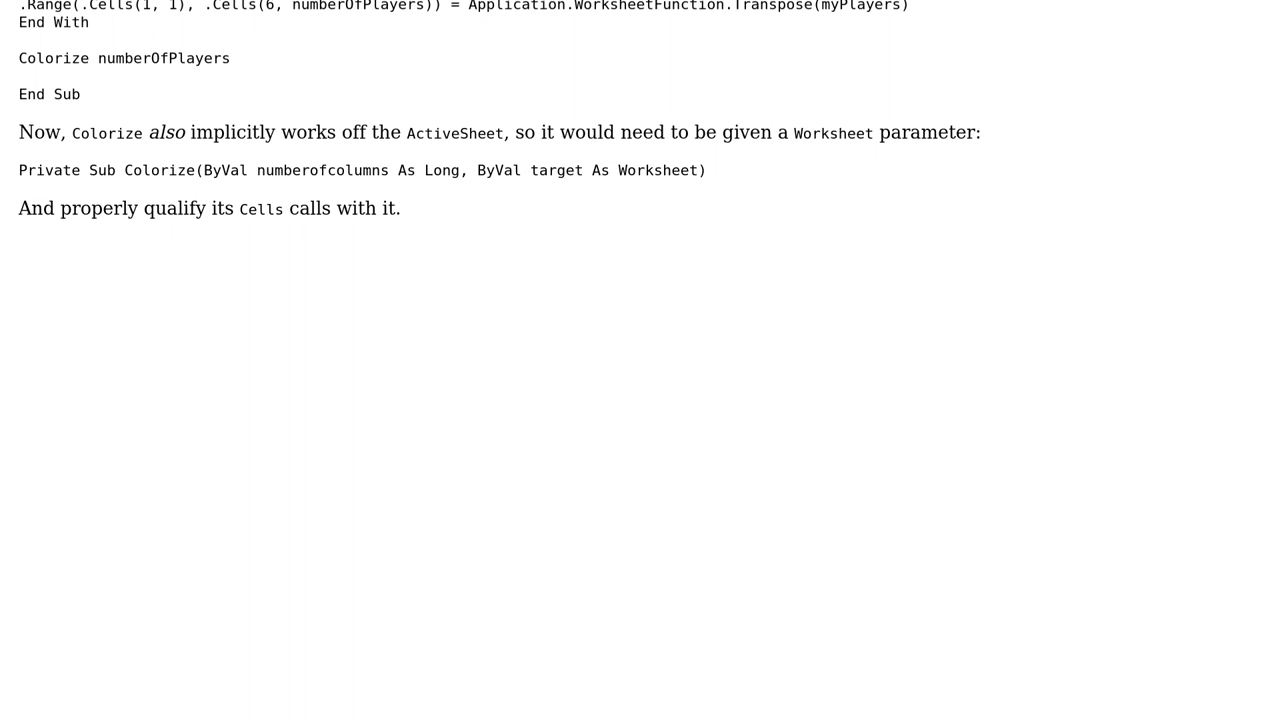 .Range(.Cells(1, 1), .Cells(6, numberOfPlayers)) = Application.WorksheetFunction.Transpose(myPlayers)
End With
Colorize numberOfPlayers
End Sub
Now, Colorize also implicitly works off the ActiveSheet, so it would need to be given a Worksheet parameter:
Private Sub Colorize(ByVal numberofcolumns As Long, ByVal target As Worksheet)
And properly qualify its Cells calls with it.